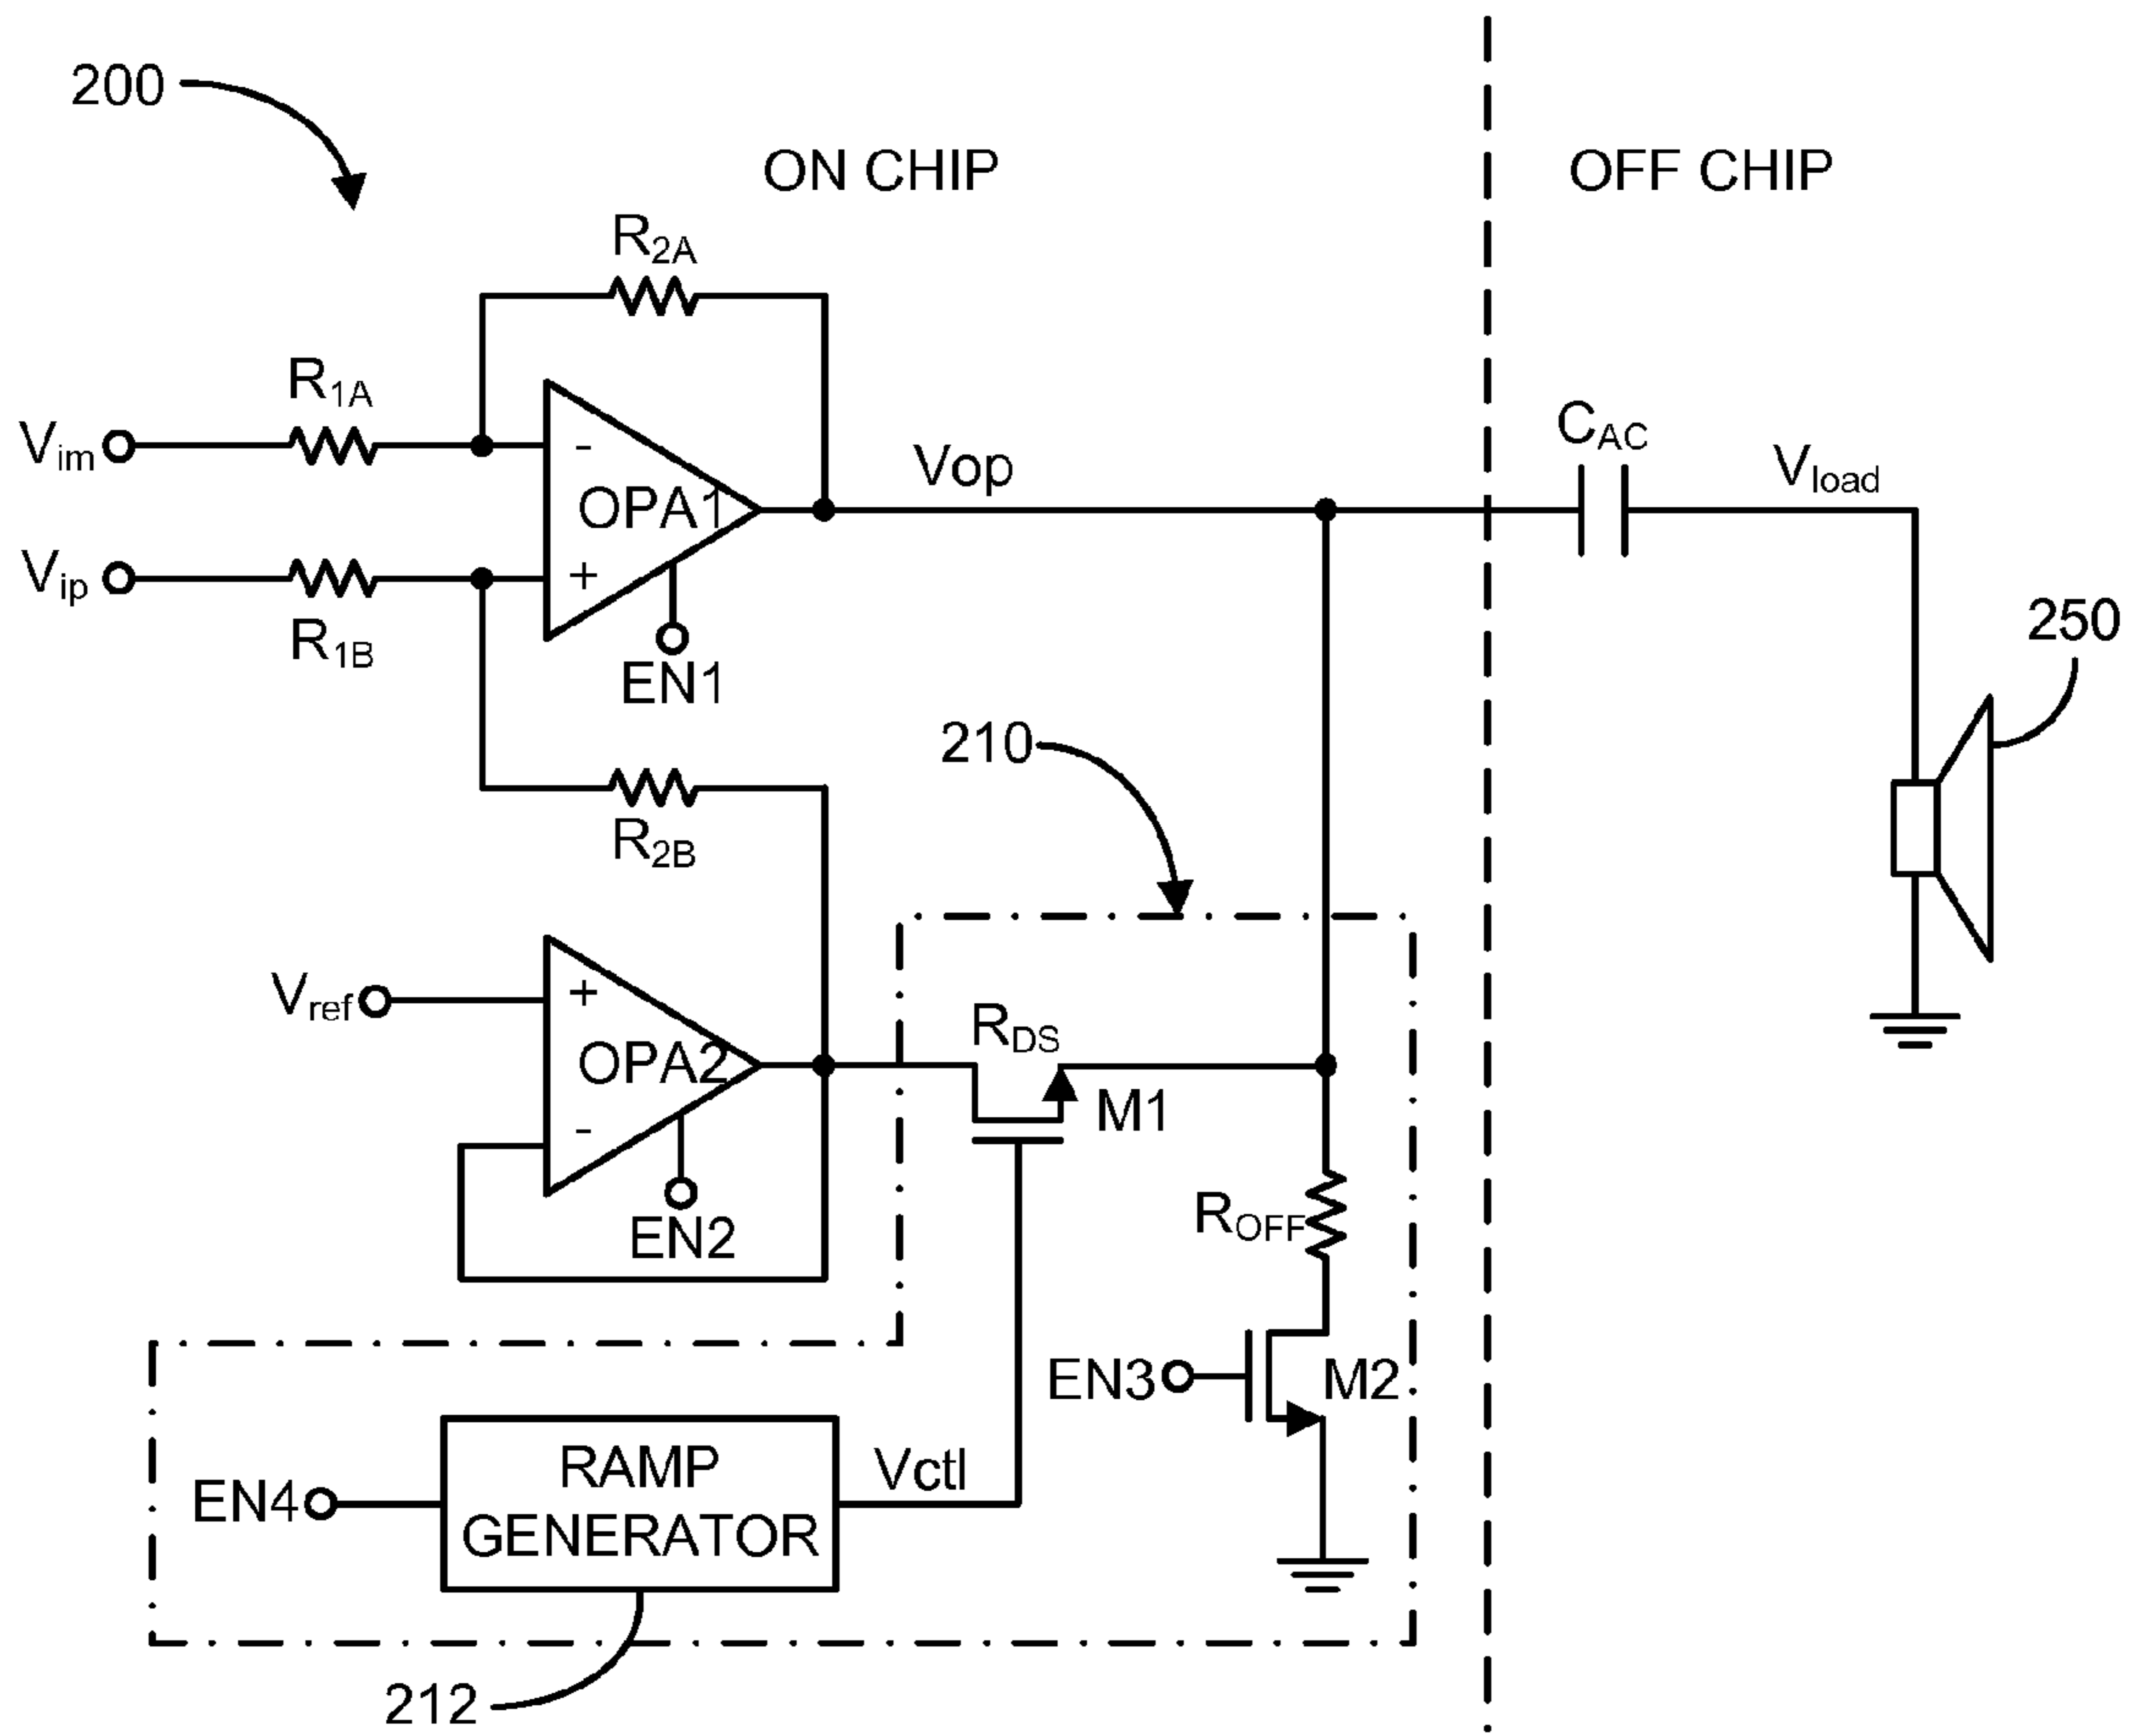 200
ON CHIP
OFF CHIP
R2A
R1A
Vim
-
OPA1
+
Vop
CAC
Vload
Vip
R1B
EN1
250
210
R2B
Vref
+
OPA2
-
EN2
RDS
M1
ROFF
EN3
M2
RAMP
GENERATOR
Vctl
EN4
212